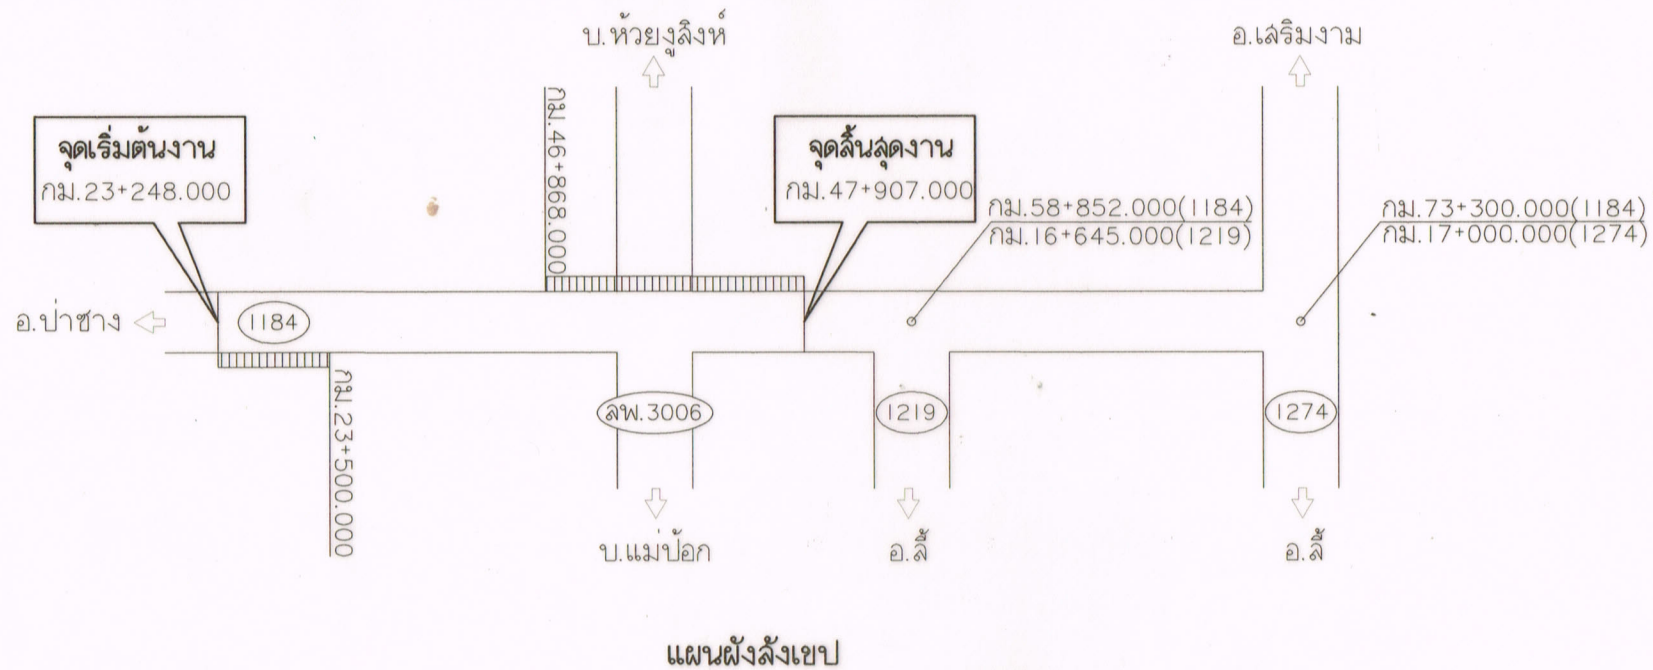 บ.ห้วยงูสิงห์
อ.เสริมงาม
จุดเริ่มต้นงาน
กม.23+248.000
กม.46+868.000
จุดสิ้นสุดงาน
กม.47+907.000
กม.58+852.000(1184)
กม.16+645.000(1219)
กม.73+300.000(1184)
กม.17+000.000(1274)
อ.ป่าซาง
1184
กม.23+500.000
ลพ.3006
1219
1274
บ.แม่ป้อก
อ.ลี้
อ.ลี้
แผนผังสังเขป